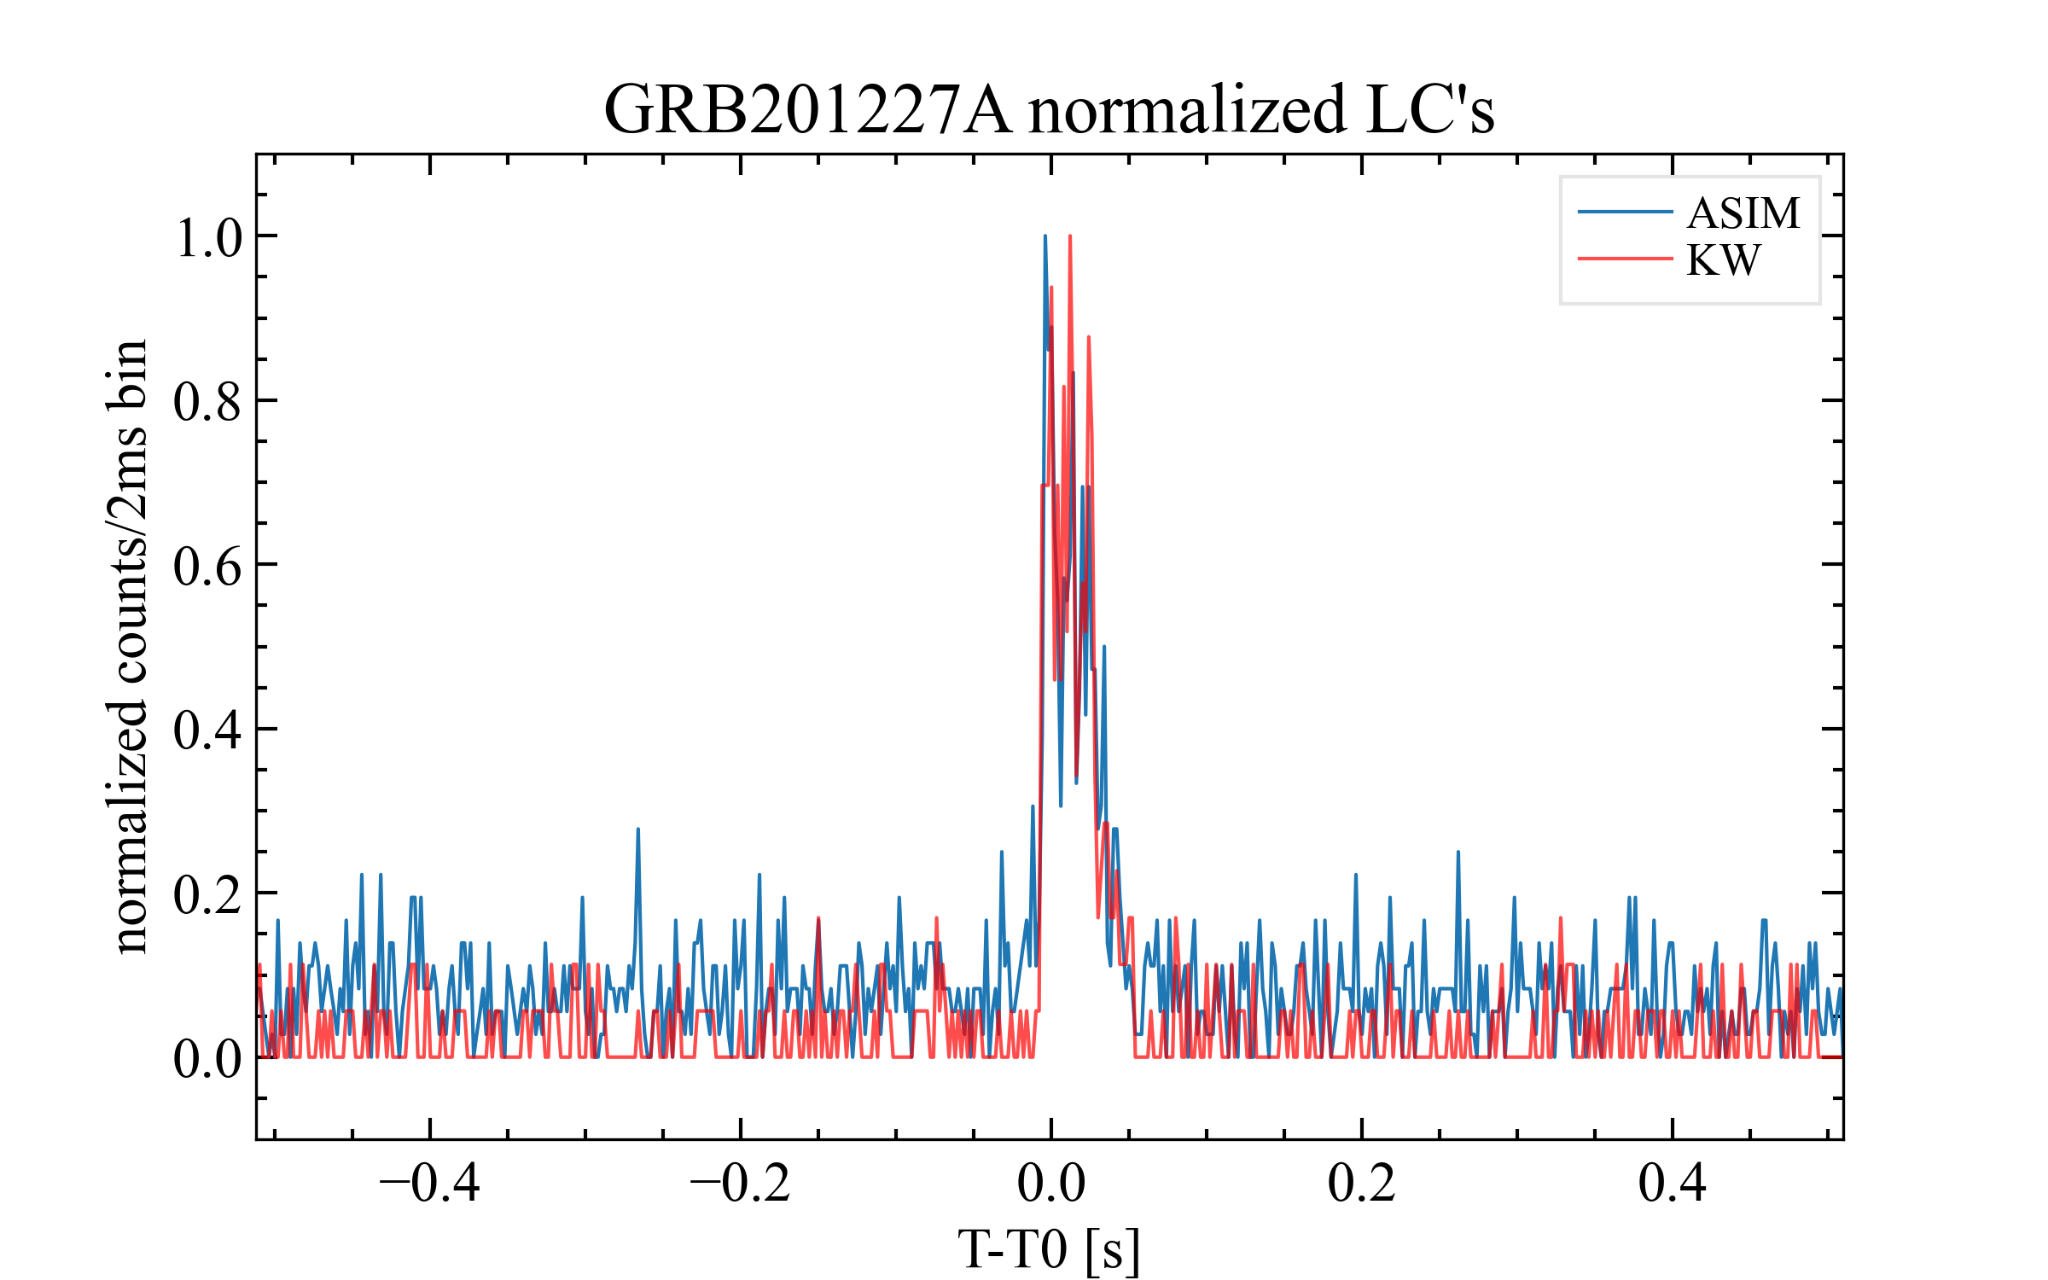 GRB201227A normalized LC's
ASIM
KW
normalized counts/2ms bin
1.0
0.8
0.6
0.4
0.2
0.0
−0.4
−0.2
0.0
0.2
0.4
T-T0 [s]